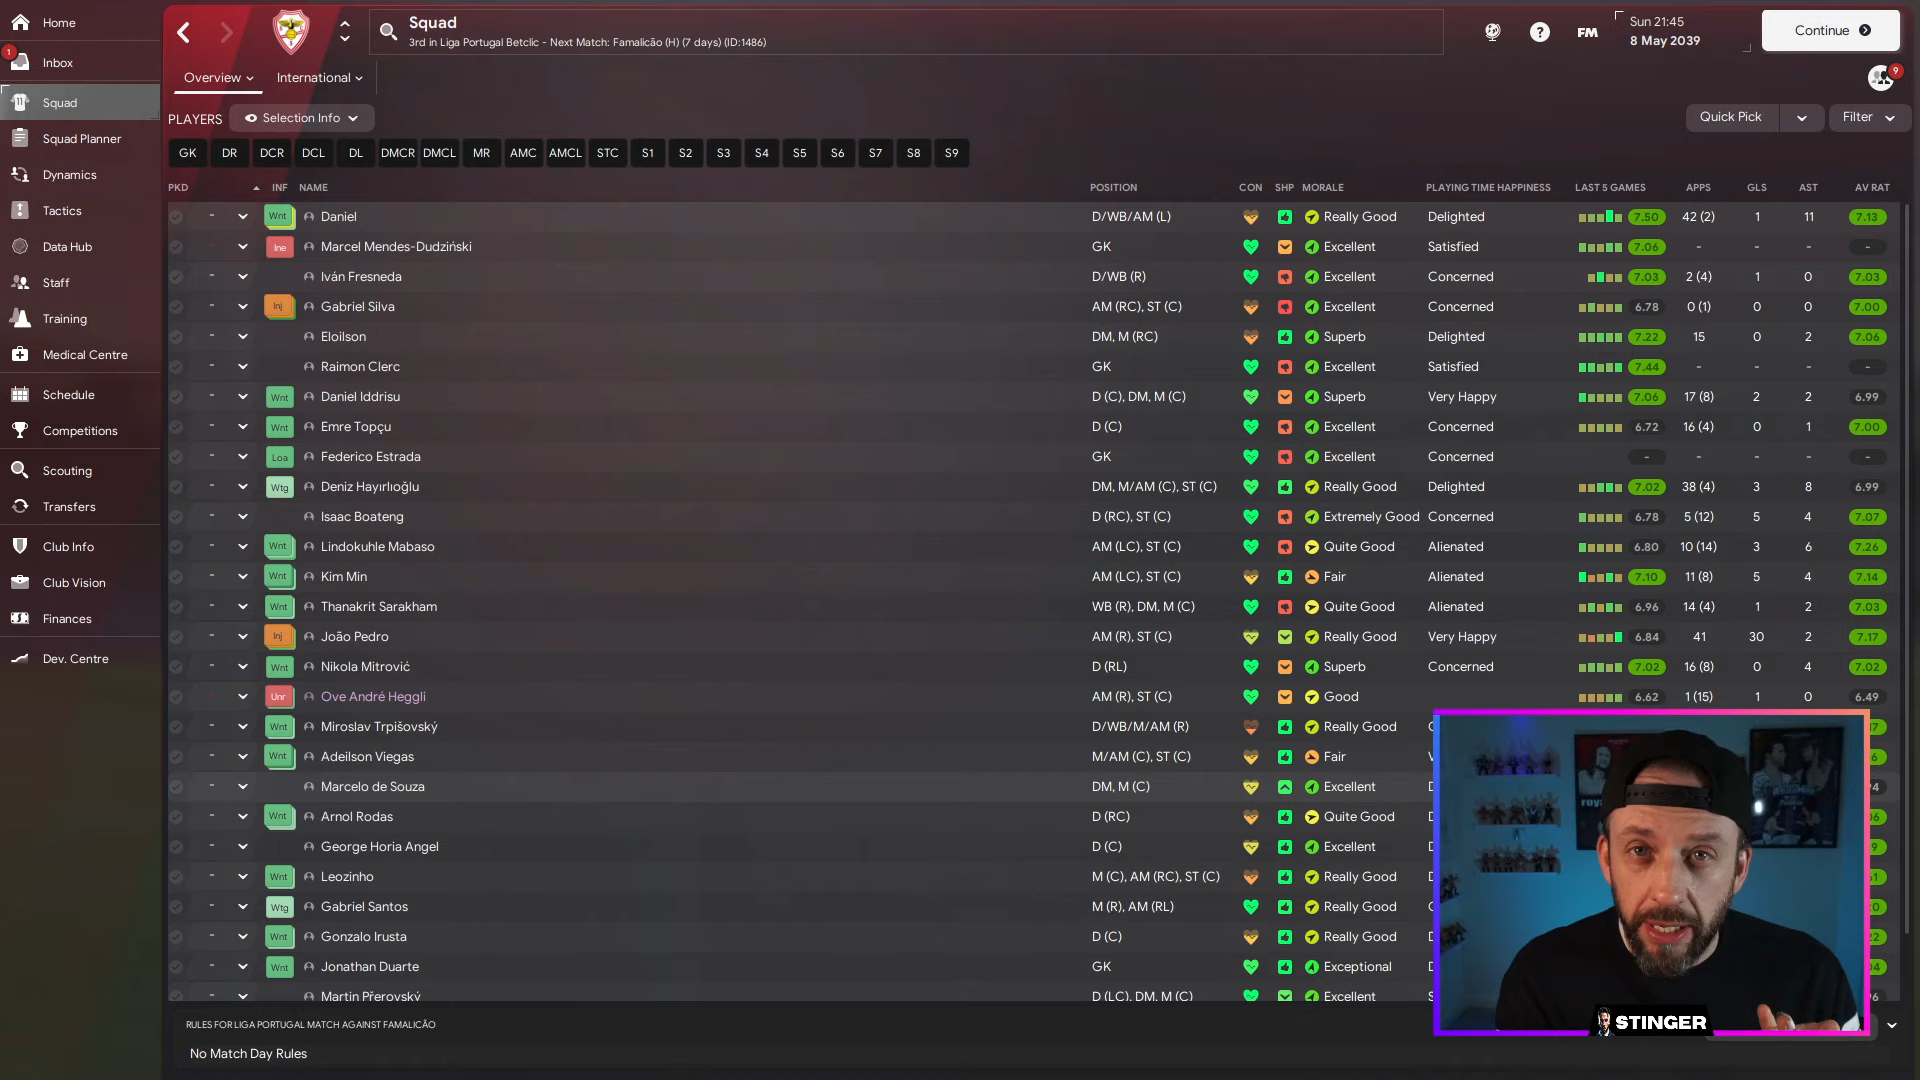 Home
1
Inbox
Squad
Squad Planner
Dynamics
Tactics
Data Hub
Staff
Training
Medical Centre
Schedule
Competitions
Scouting
Transfers
Club Info
Club Vision
Finances
Dev. Centre
Squad
3rd in Liga Portugal Betclic - Next Match: Famalicão (H) (7 days) (ID:1486)
FM
Sun 21:45
8 May 2039
Continue
Overview
International
9
PLAYERS
Selection Info
Quick Pick
Filter
GK DR DCR DCL DL DMCR DMCL MR AMC AMCL STC S1 S2 S3 S4 S5 S6 S7 S8 S9
PKD INF NAME POSITION CON SHP MORALE PLAYING TIME HAPPINESS LAST 5 GAMES APPS GLS AST AV RAT
- Wnt Daniel D/WB/AM (L) Really Good Delighted 7.50 42 (2) 1 11 7.13
- Ine Marcel Mendes-Dudziński GK Excellent Satisfied 7.06 - - - -
- Iván Fresneda D/WB (R) Excellent Concerned 7.03 2 (4) 1 0 7.03
- Inj Gabriel Silva AM (RC), ST (C) Excellent Concerned 6.78 0 (1) 0 0 7.00
- Eloilson DM, M (RC) Superb Delighted 7.22 15 0 2 7.06
- Raimon Clerc GK Excellent Satisfied 7.44 - - - -
- Wnt Daniel Iddrisu D (C), DM, M (C) Superb Very Happy 7.06 17 (8) 2 2 6.99
- Wnt Emre Topçu D (C) Excellent Concerned 6.72 16 (4) 0 1 7.00
- Loa Federico Estrada GK Excellent Concerned - - - - -
- Wtg Deniz Hayırlıoğlu DM, M/AM (C), ST (C) Really Good Delighted 7.02 38 (4) 3 8 6.99
- Isaac Boateng D (RC), ST (C) Extremely Good Concerned 6.78 5 (12) 5 4 7.07
- Wnt Lindokuhle Mabaso AM (LC), ST (C) Quite Good Alienated 6.80 10 (14) 3 6 7.26
- Wnt Kim Min AM (LC), ST (C) Fair Alienated 7.10 11 (8) 5 4 7.14
- Wnt Thanakrit Sarakham WB (R), DM, M (C) Quite Good Alienated 6.96 14 (4) 1 2 7.03
- Inj João Pedro AM (R), ST (C) Really Good Very Happy 6.84 41 30 2 7.17
- Wnt Nikola Mitrović D (RL) Superb Concerned 7.02 16 (8) 0 4 7.02
- Unr Ove André Heggli AM (R), ST (C) Good 6.62 1 (15) 1 0 6.49
- Wnt Miroslav Trpišovský D/WB/M/AM (R) Really Good
- Wnt Adeilson Viegas M/AM (C), ST (C) Fair
- Marcelo de Souza DM, M (C) Excellent
- Wnt Arnol Rodas D (RC) Quite Good
- George Horia Angel D (C) Excellent
- Wnt Leozinho M (C), AM (RC), ST (C) Really Good
- Wtg Gabriel Santos M (R), AM (RL) Really Good
- Wnt Gonzalo Irusta D (C) Really Good
- Wnt Jonathan Duarte GK Exceptional
Martin Přerovský D (LC), DM, M (C) Excellent
STINGER
RULES FOR LIGA PORTUGAL MATCH AGAINST FAMALICÃO
No Match Day Rules